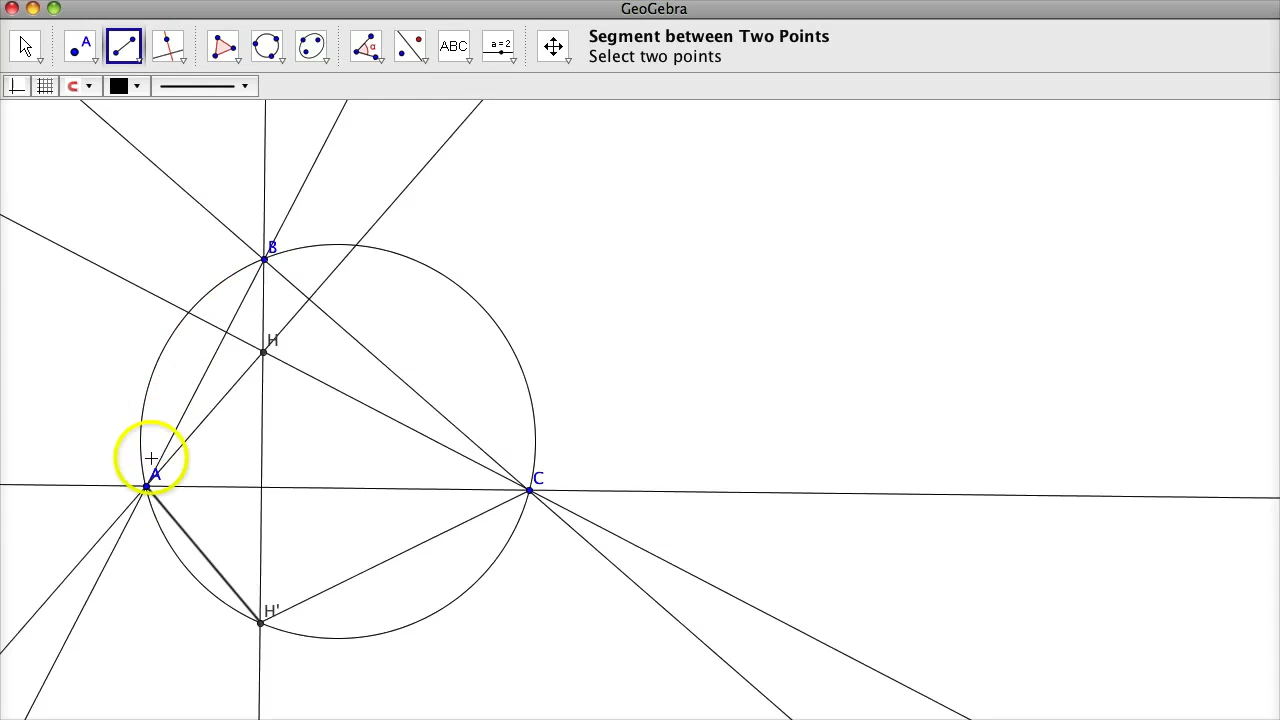 GeoGebra
A
α
ABC
a = 2
Segment between Two Points
Select two points
B
H
A
C
H'